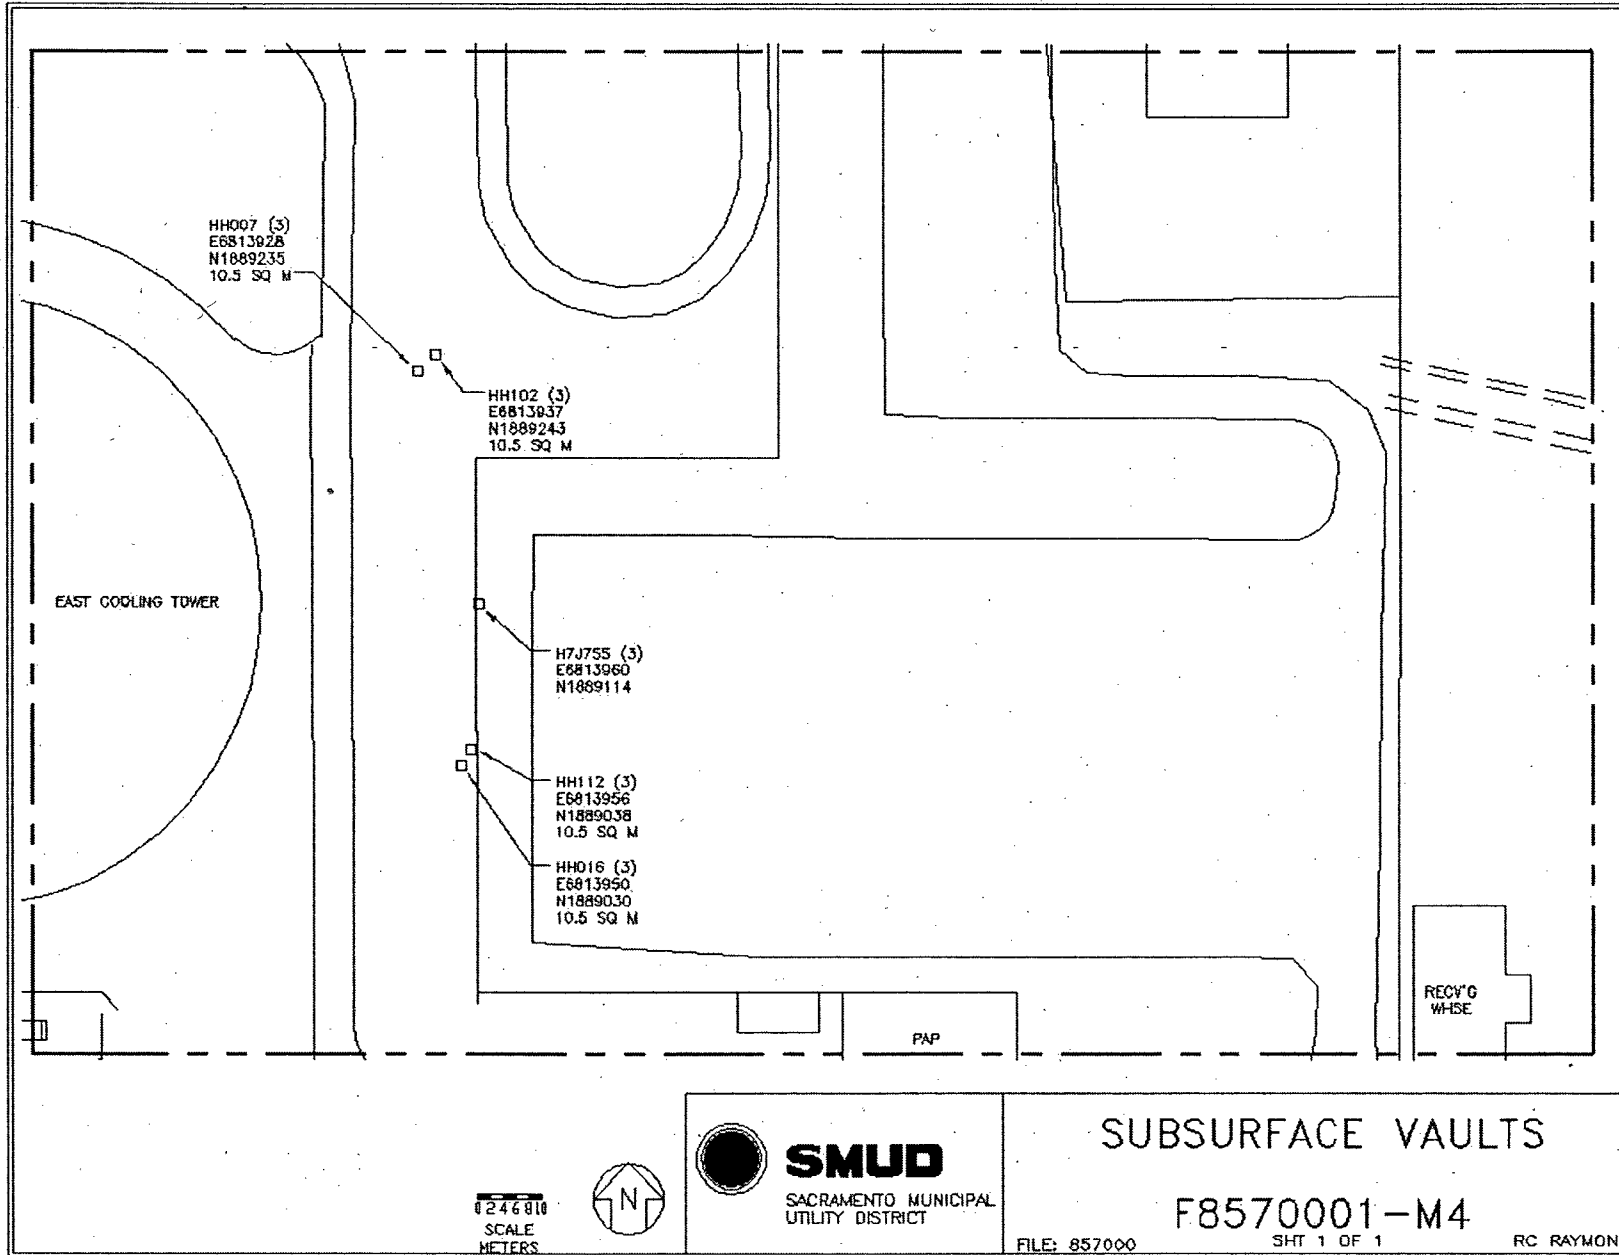 HH007 (3)
E6813928
N1889235
10.5 SQ M
HH102 (3)
E6813937
N1889243
10.5 SQ M
EAST COOLING TOWER
H7J755 (3)
E6813960
N1889114
HH112 (3)
E6813956
N1889038
10.5 SQ M
HH016 (3)
E6813950
N1889030
10.5 SQ M
RECV'G
WHSE
PAP
0 2 4 6 8 10
SCALE
METERS
N
SMUD
SACRAMENTO MUNICIPAL
UTILITY DISTRICT
SUBSURFACE VAULTS
F8570001-M4
FILE: 857000
SHT 1 OF 1
RC RAYMON